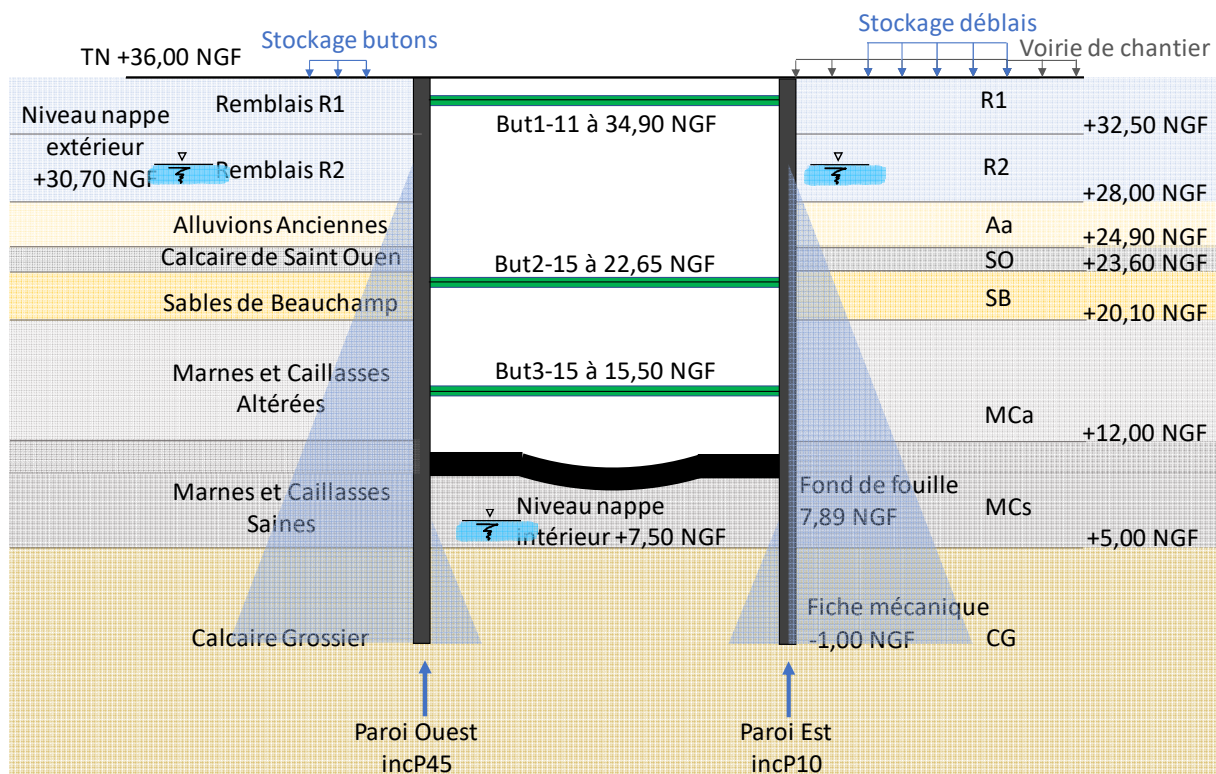 Stockage butons
Stockage déblais
TN +36,00 NGF
Voirie de chantier
Remblais R1
R1
But1-11 à 34,90 NGF
+32,50 NGF
Niveau nappe
extérieur
+30,70 NGF
Remblais R2
R2
+28,00 NGF
Alluvions Anciennes
Aa
+24,90 NGF
Calcaire de Saint Ouen
But2-15 à 22,65 NGF
SO
+23,60 NGF
Sables de Beauchamp
SB
+20,10 NGF
Marnes et Caillasses
Altérées
But3-15 à 15,50 NGF
MCa
+12,00 NGF
Marnes et Caillasses
Saines
Niveau nappe
intérieur +7,50 NGF
Fond de fouille
7,89 NGF
MCs
+5,00 NGF
Calcaire Grossier
Fiche mécanique
-1,00 NGF
CG
Paroi Ouest
incP45
Paroi Est
incP10